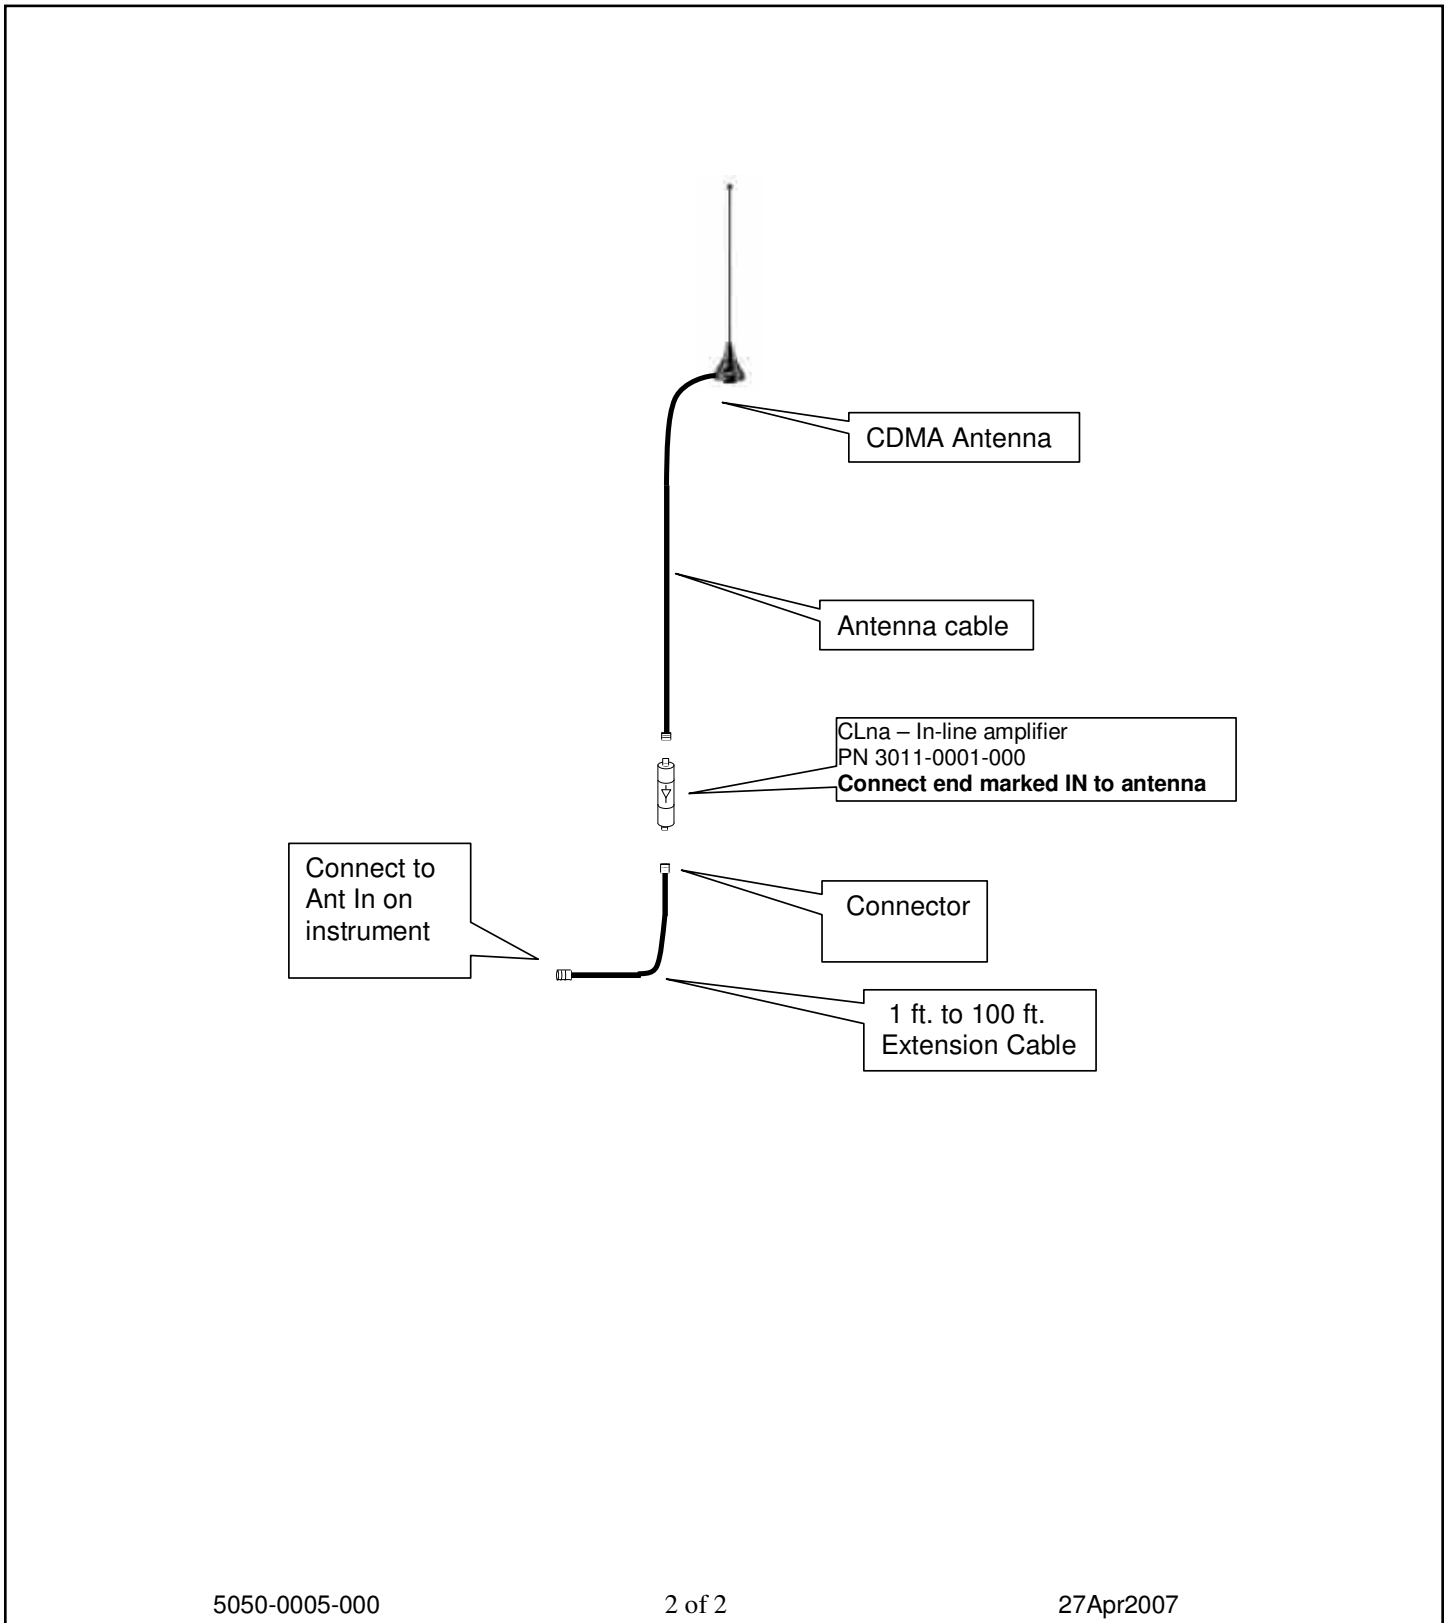 CDMA Antenna
Antenna cable
CLna – In-line amplifier
PN 3011-0001-000
Connect end marked IN to antenna
Connect to
Ant In on
instrument
Connector
1 ft. to 100 ft.
Extension Cable
5050-0005-000 2 of 2 27Apr2007